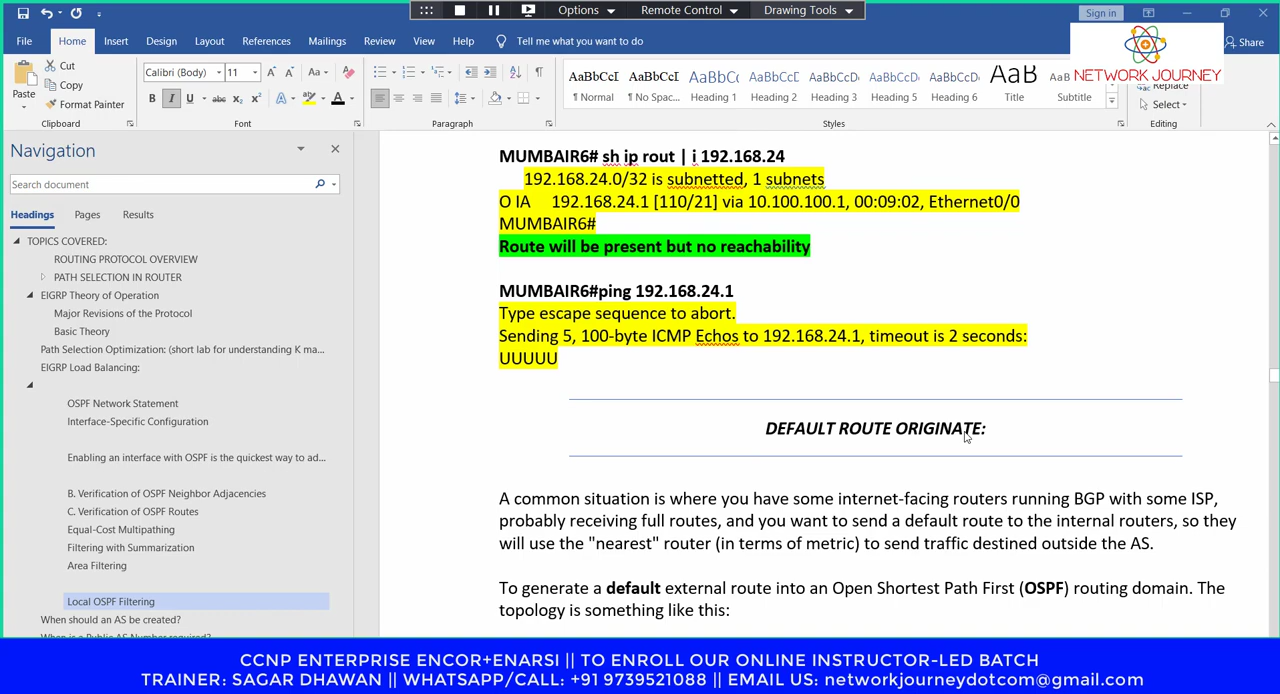 Options
Remote Control
Drawing Tools
Sign in
File
Home
Insert
Design
Layout
References
Mailings
Review
View
Help
Tell me what you want to do
Share
NETWORK JOURNEY
Paste
Cut
Copy
Format Painter
Clipboard
Calibri (Body)
11
Font
Paragraph
AaBbCcI
¶ Normal
AaBbCcI
¶ No Spac...
AaBbCc
Heading 1
AaBbCcI
Heading 2
AaBbCcI
Heading 3
AaBbCcI
Heading 5
AaBbCcI
Heading 6
AaB
Title
Subtitle
Styles
Replace
Select
Editing
Navigation
Search document
Headings
Pages
Results
TOPICS COVERED:
ROUTING PROTOCOL OVERVIEW
PATH SELECTION IN ROUTER
EIGRP Theory of Operation
Major Revisions of the Protocol
Basic Theory
Path Selection Optimization: (short lab for understanding K ma...
EIGRP Load Balancing:
OSPF Network Statement
Interface-Specific Configuration
Enabling an interface with OSPF is the quickest way to ad...
B. Verification of OSPF Neighbor Adjacencies
C. Verification of OSPF Routes
Equal-Cost Multipathing
Filtering with Summarization
Area Filtering
Local OSPF Filtering
When should an AS be created?
When is a Public AS Number required?
MUMBAIR6# sh ip rout | i 192.168.24
192.168.24.0/32 is subnetted, 1 subnets
O IA 192.168.24.1 [110/21] via 10.100.100.1, 00:09:02, Ethernet0/0
MUMBAIR6#
Route will be present but no reachability
MUMBAIR6#ping 192.168.24.1
Type escape sequence to abort.
Sending 5, 100-byte ICMP Echos to 192.168.24.1, timeout is 2 seconds:
UUUUU
DEFAULT ROUTE ORIGINATE:
A common situation is where you have some internet-facing routers running BGP with some ISP,
probably receiving full routes, and you want to send a default route to the internal routers, so they
will use the "nearest" router (in terms of metric) to send traffic destined outside the AS.
To generate a default external route into an Open Shortest Path First (OSPF) routing domain. The
topology is something like this:
CCNP ENTERPRISE ENCOR+ENARSI || TO ENROLL OUR ONLINE INSTRUCTOR-LED BATCH
TRAINER: SAGAR DHAWAN || WHATSAPP/CALL: +91 9739521088 || EMAIL US: networkjourneydotcom@gmail.com